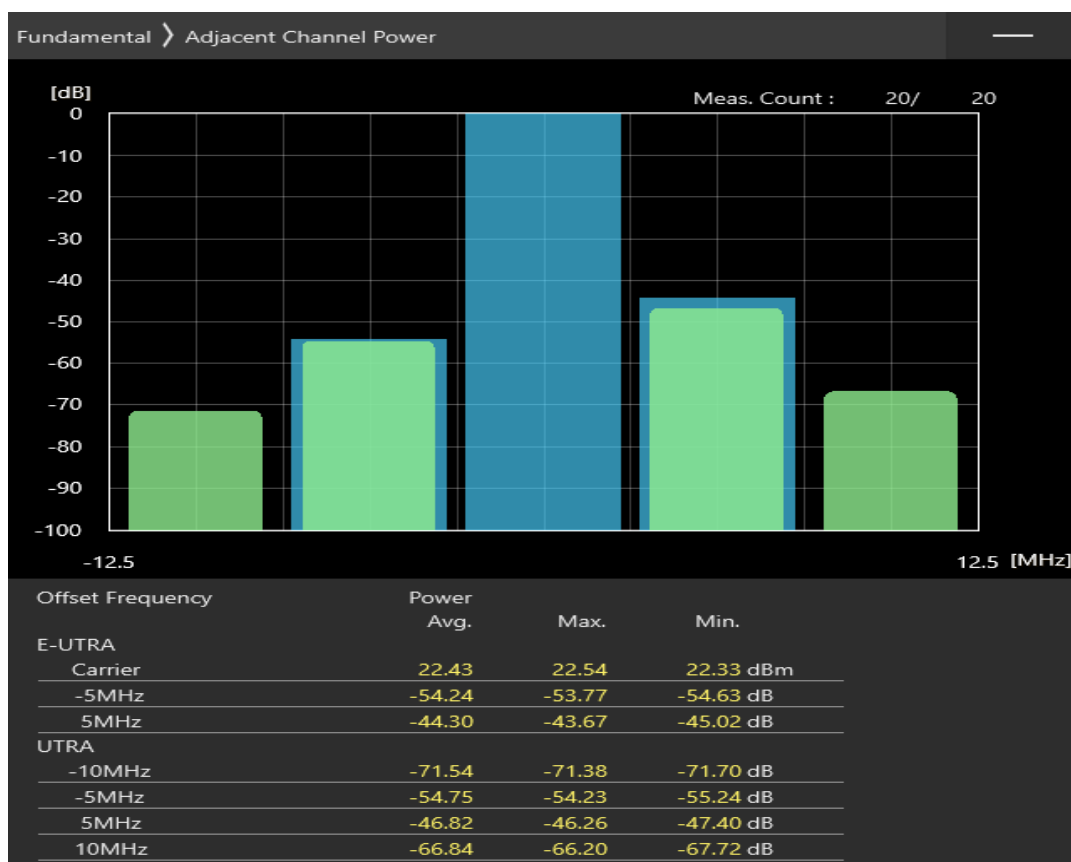 Fundamental ❯ Adjacent Channel Power
[dB]
Meas. Count : 20/ 20
0
-10
-20
-30
-40
-50
-60
-70
-80
-90
-100
-12.5 12.5 [MHz]
Offset Frequency Power
Avg. Max. Min.
E-UTRA
Carrier 22.43 22.54 22.33 dBm
-5MHz -54.24 -53.77 -54.63 dB
5MHz -44.30 -43.67 -45.02 dB
UTRA
-10MHz -71.54 -71.38 -71.70 dB
-5MHz -54.75 -54.23 -55.24 dB
5MHz -46.82 -46.26 -47.40 dB
10MHz -66.84 -66.20 -67.72 dB